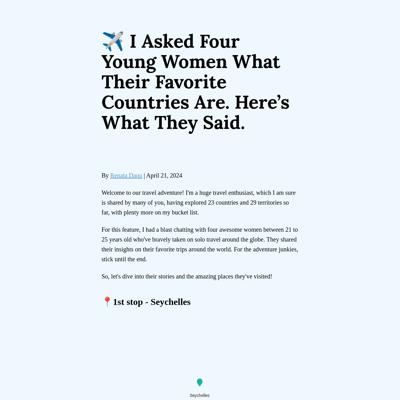 ✈️ I Asked Four
Young Women What
Their Favorite
Countries Are. Here’s
What They Said.
By Renata Daou | April 21, 2024
Welcome to our travel adventure! I'm a huge travel enthusiast, which I am sure
is shared by many of you, having explored 23 countries and 29 territories so
far, with plenty more on my bucket list.
For this feature, I had a blast chatting with four awesome women between 21 to
25 years old who've bravely taken on solo travel around the globe. They shared
their insights on their favorite trips around the world. For the adventure junkies,
stick until the end.
So, let's dive into their stories and the amazing places they've visited!
📍1st stop - Seychelles
Seychelles